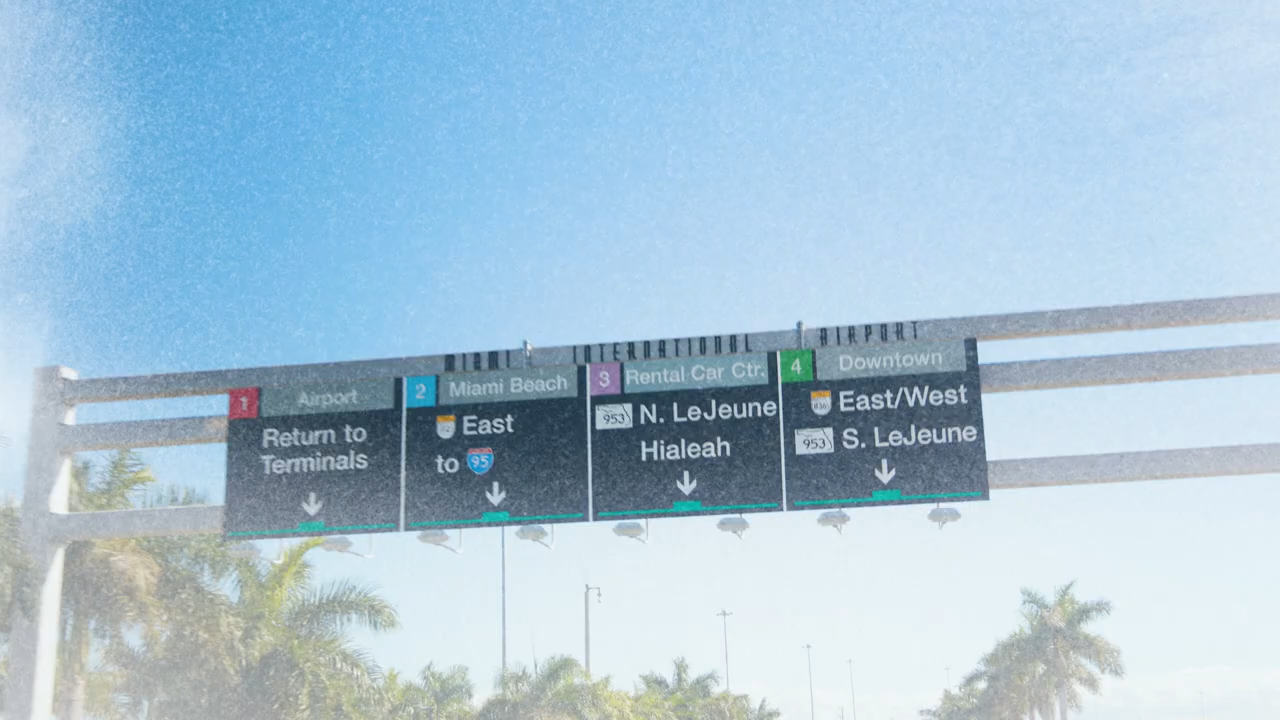 MIAMI INTERNATIONAL AIRPORT
1 Airport
Return to
Terminals
2 Miami Beach
East
to 95
3 Rental Car Ctr.
953 N. LeJeune
Hialeah
4 Downtown
836 East/West
953 S. LeJeune